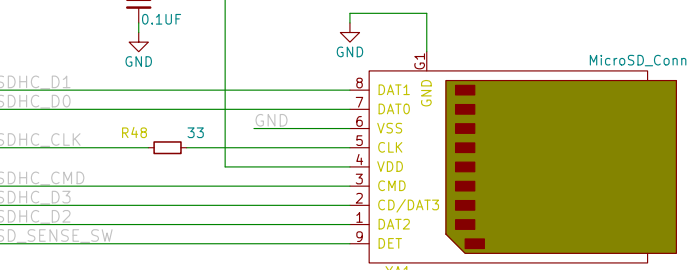 0.1UF
GND
GND
G1
MicroSD_Conn
GND
SDHC_D1
8
DAT1
SDHC_D0
7
DAT0
GND
6
VSS
SDHC_CLK
R48
33
5
CLK
4
VDD
SDHC_CMD
3
CMD
SDHC_D3
2
CD/DAT3
SDHC_D2
1
DAT2
SD_SENSE_SW
9
DET